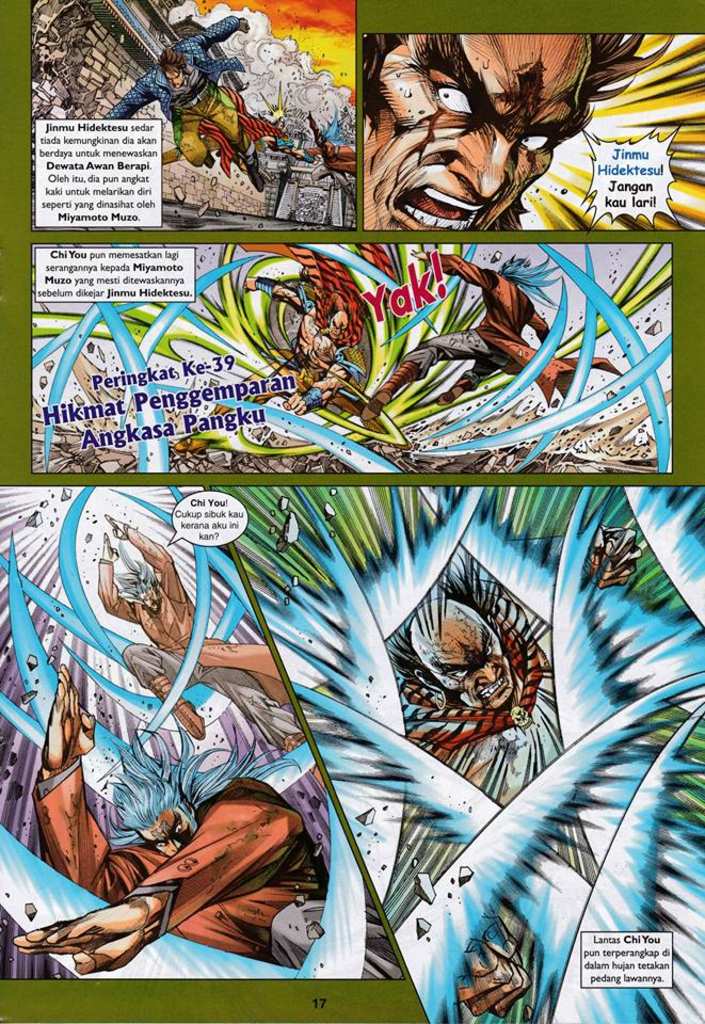 Jinmu Hidektesu sedar
tiada kemungkinan dia akan
berdaya untuk menewaskan
Dewata Awan Berapi.
Oleh itu, dia pun angkat
kaki untuk melarikan diri
seperti yang dinasihat oleh
Miyamoto Muzo.
Jinmu
Hidektesu!
Jangan
kau lari!
Chi You pun memesatkan lagi
serangannya kepada Miyamoto
Muzo yang mesti ditewaskannya
sebelum dikejar Jinmu Hidektesu.
Yak!
Peringkat Ke-39
Hikmat Penggemparan
Angkasa Pangku
Chi You!
Cukup sibuk kau
kerana aku ini
kan?
Lantas Chi You
pun terperangkap di
dalam hujan tetakan
pedang lawannya.
17